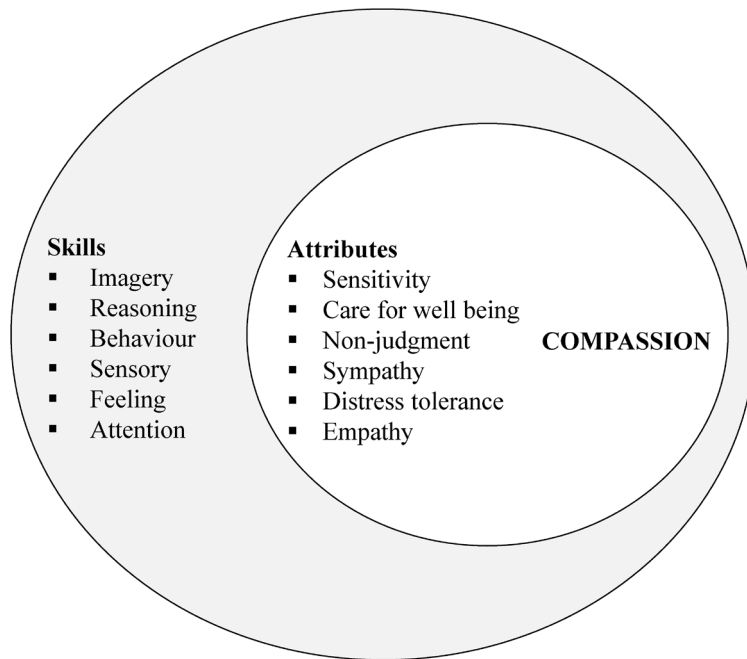 Skills
▪ Imagery
▪ Reasoning
▪ Behaviour
▪ Sensory
▪ Feeling
▪ Attention
Attributes
▪ Sensitivity
▪ Care for well being
▪ Non-judgment
▪ Sympathy
▪ Distress tolerance
▪ Empathy
COMPASSION